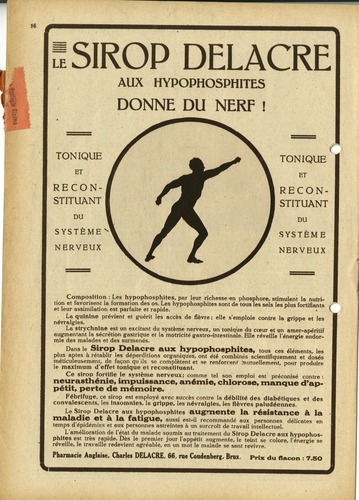 16
LE SIROP DELACRE
AUX HYPOPHOSPHITES
DONNE DU NERF !
TONIQUE
ET
RECON-
STITUANT
DU
SYSTÈME
NERVEUX
TONIQUE
ET
RECON-
STITUANT
DU
SYSTÈME
NERVEUX
Composition : Les hypophosphites, par leur richesse en phosphore, stimulent la nutri-
tion et favorisent la formation des os. Les hypophosphites sont de tous les sels les plus fortifiants
et leur assimilation est parfaite et rapide.
La quinine prévient et guérit les accès de fièvre; elle s'emploie contre la grippe et les
névralgies.
La strychnine est un excitant du système nerveux, un tonique du cœur et un amer-apéritif
augmentant la sécrétion gastrique et la motricité gastro-intestinale. Elle réveille l'énergie endor-
mie des malades et des surmenés.
Dans le Sirop Delacre aux hypophosphites, tous ces éléments, les
plus aptes à rétablir les déperditions organiques, ont été combinés scientifiquement et dosés
méticuleusement, de façon qu'ils se complètent et se renforcent mutuellement, pour produire
le maximum d'effet tonique et reconstituant.
Ce sirop fortifie le système nerveux; comme tel son emploi est préconisé contre :
neurasthénie, impuissance, anémie, chlorose, manque d'ap-
pétit, perte de mémoire.
Fébrifuge, ce sirop est employé avec succès contre la débilité des diabétiques et des
convalescents, les insomnies, la grippe, les névralgies, les fièvres paludéennes.
Le Sirop Delacre aux hypophosphites augmente la résistance à la
maladie et à la fatigue, aussi est-il recommandé aux personnes délicates en
temps d'épidémies et aux personnes astreintes à un surcroît de travail intellectuel.
L'amélioration de l'état du malade soumis au traitement du Sirop Delacre aux hypophos-
phites est très rapide. Dès le premier jour l'appétit augmente, le teint se colore, l'énergie se
réveille, le travail redevient agréable, en un mot le malade se sent revivre.
Pharmacie Anglaise, Charles DELACRE, 66, rue Coudenberg, Brux. Prix du flacon : 7.50